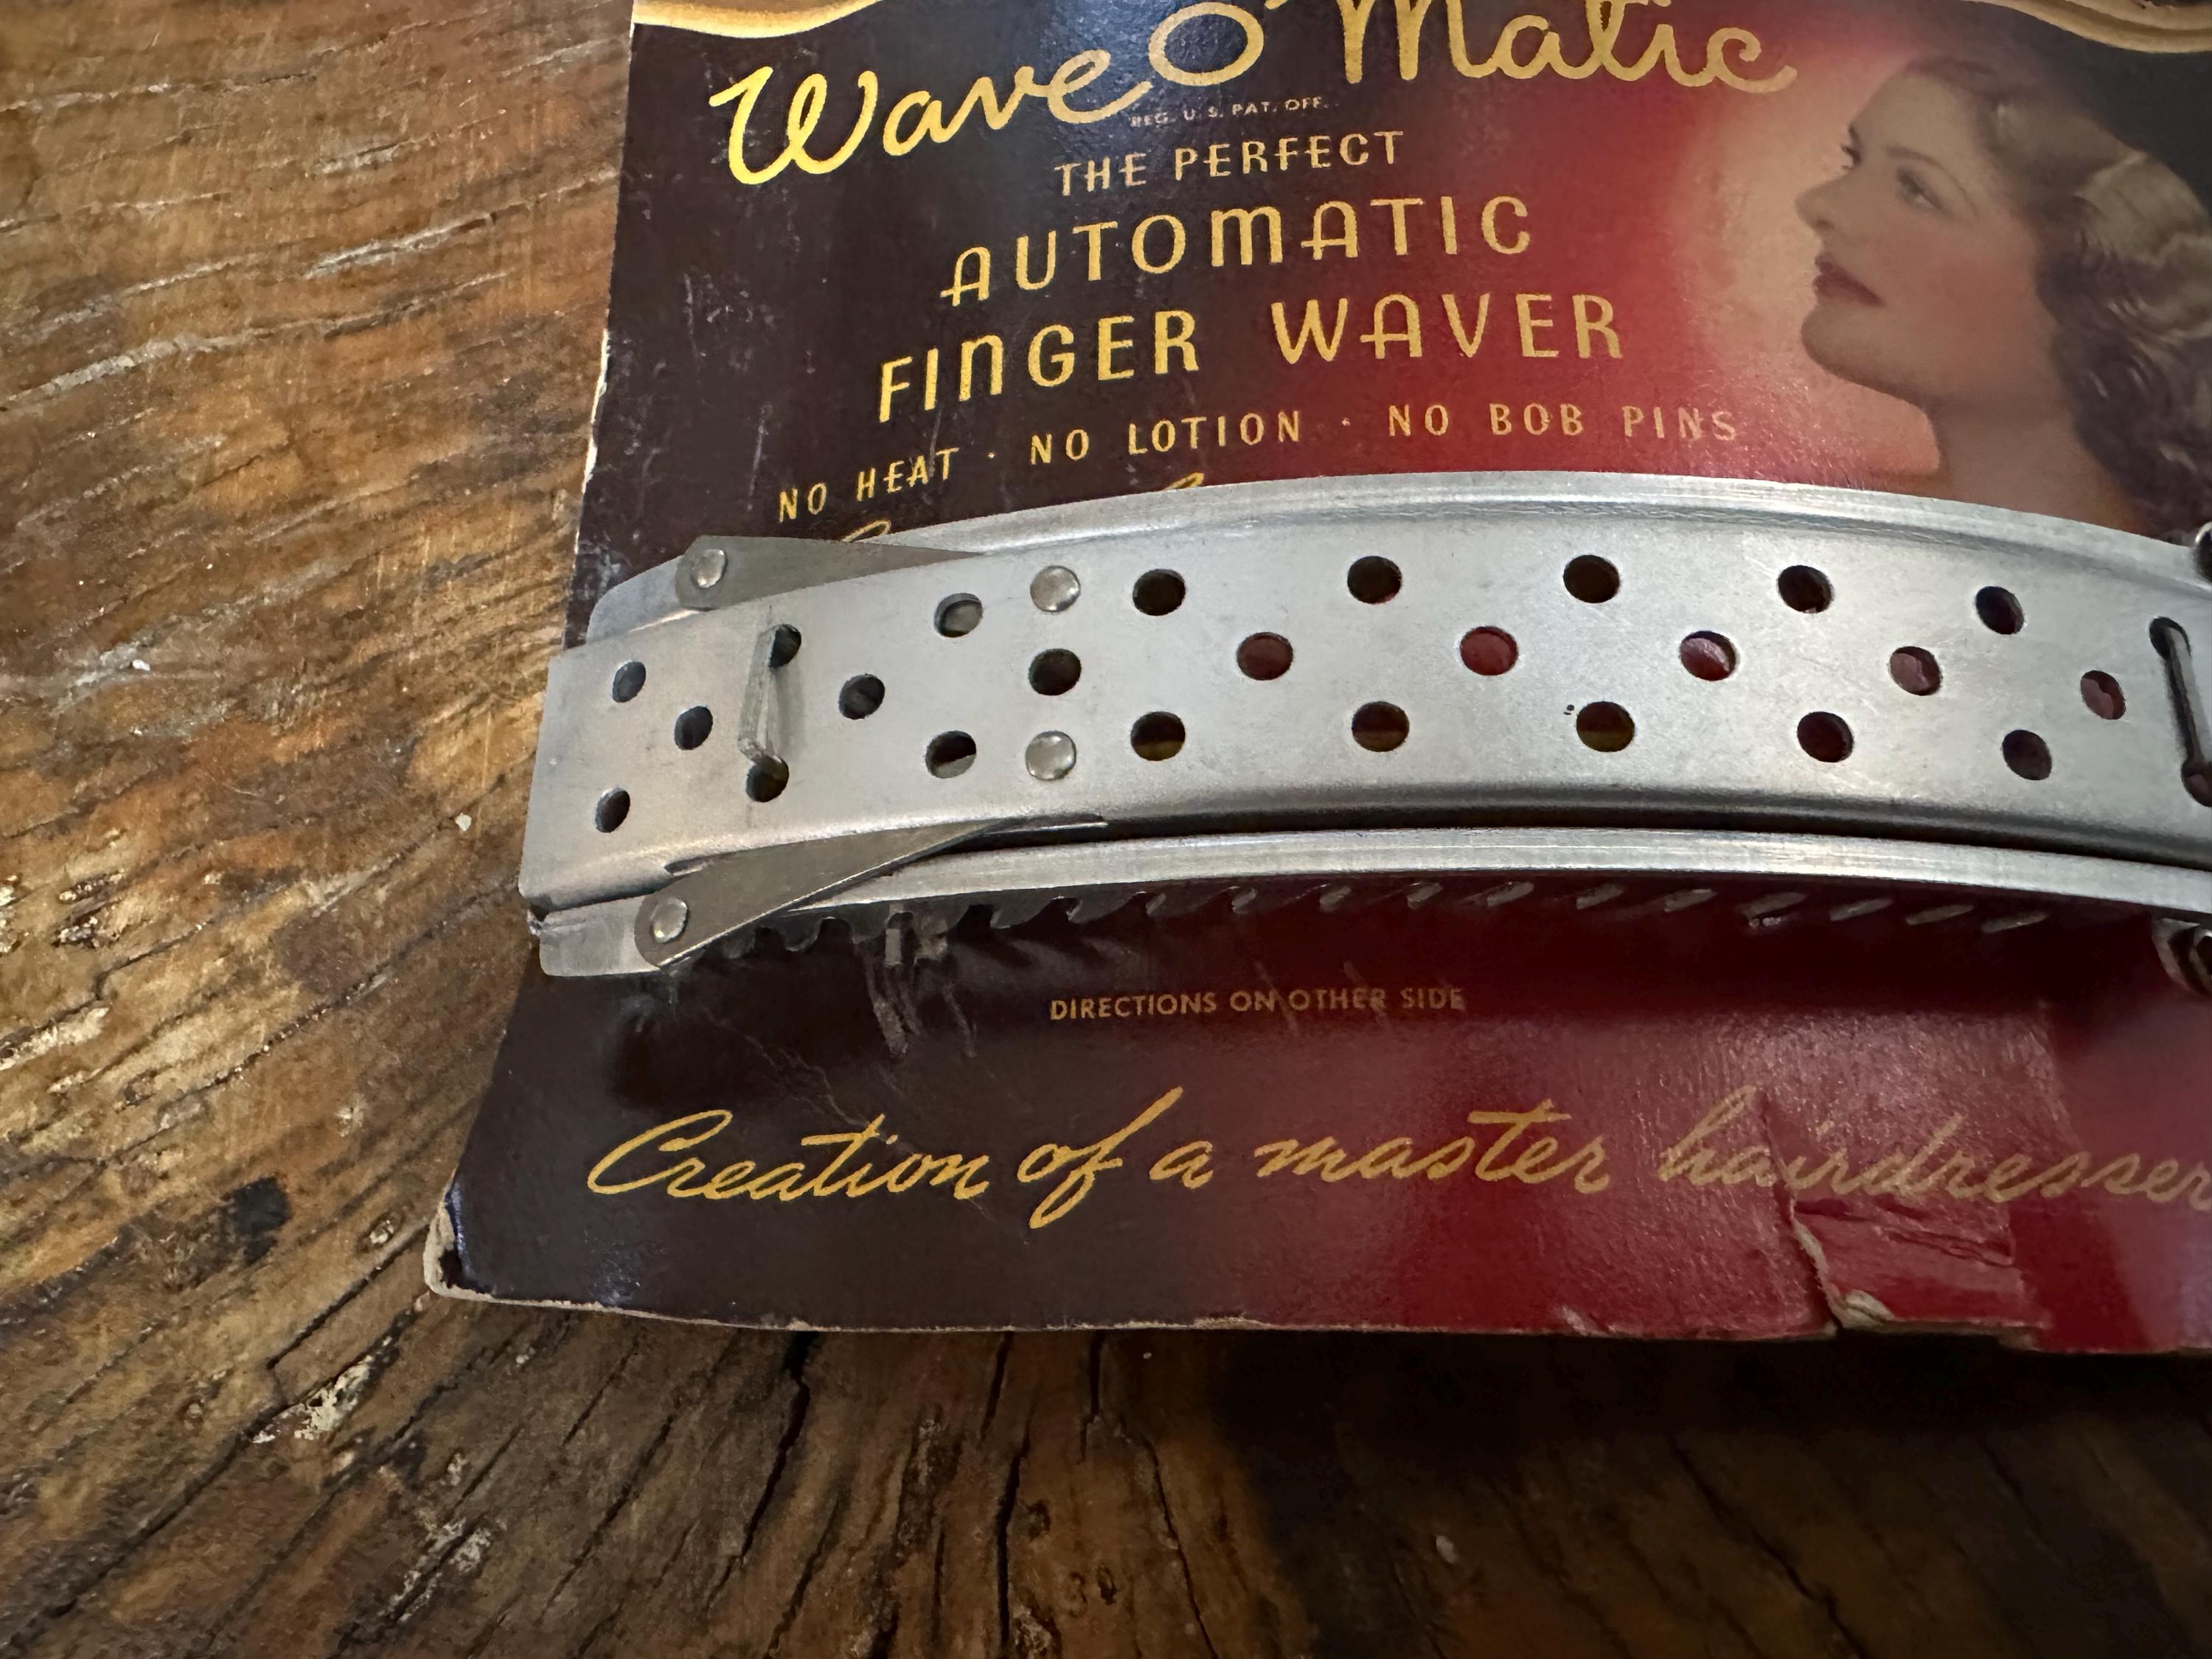 Wave O' Matic
REG. U. S. PAT. OFF.
THE PERFECT
AUTOMATIC
FINGER WAVER
NO HEAT · NO LOTION · NO BOB PINS
DIRECTIONS ON OTHER SIDE
Creation of a master hairdresser